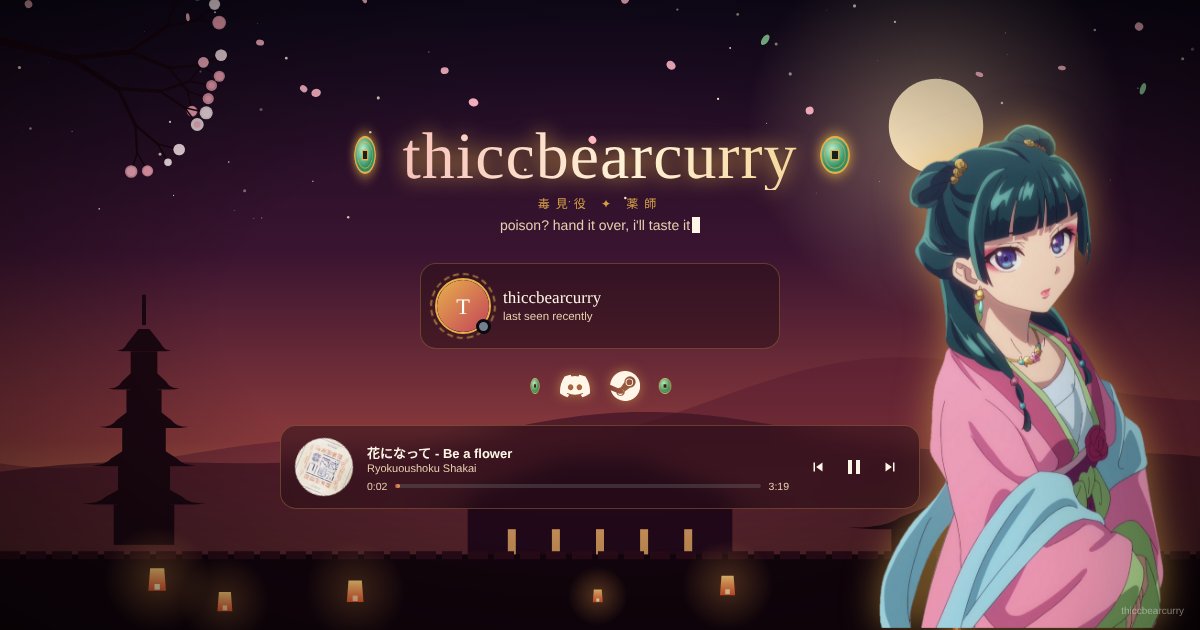 thiccbearcurry
毒見役 ✦ 薬師
poison? hand it over, i'll taste it
T
thiccbearcurry
last seen recently
花になって - Be a flower
Ryokuoushoku Shakai
0:02
3:19
thiccbearcurry